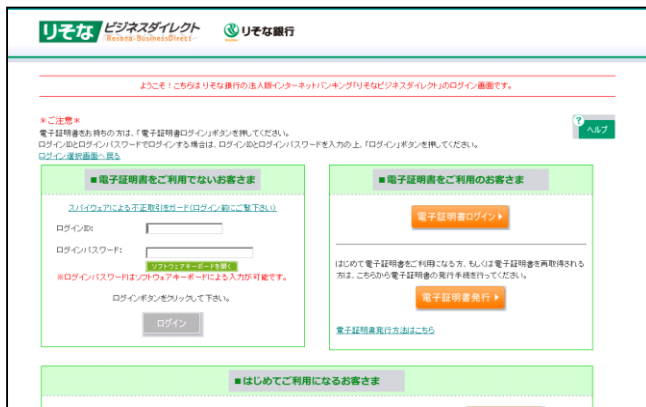 りそな ビジネスダイレクト りそな銀行
Resona-BusinessDirect
ようこそ!こちらはりそな銀行の法人版インターネットバンキング「りそなビジネスダイレクト」のログイン画面です。
*ご注意*
電子証明書をお持ちの方は、「電子証明書ログイン」ボタンを押してください。
ログインIDとログインパスワードでログインする場合は、ログインIDとログインパスワードを入力の上、「ログイン」ボタンを押してください。
ログイン選択画面へ戻る
? ヘルプ
■電子証明書をご利用でないお客さま
スパイウェアによる不正取引をガード(ログイン前にご覧下さい)
ログインID:
ログインパスワード:
ソフトウェアキーボードを開く
※ログインパスワードはソフトウェアキーボードによる入力が可能です。
ログインボタンをクリックして下さい。
ログイン
■電子証明書をご利用のお客さま
電子証明書ログイン
はじめて電子証明書をご利用になる方、もしくは電子証明書を再取得される
方は、こちらから電子証明書の発行手続を行ってください。
電子証明書発行
電子証明書発行方法はこちら
■はじめてご利用になるお客さま